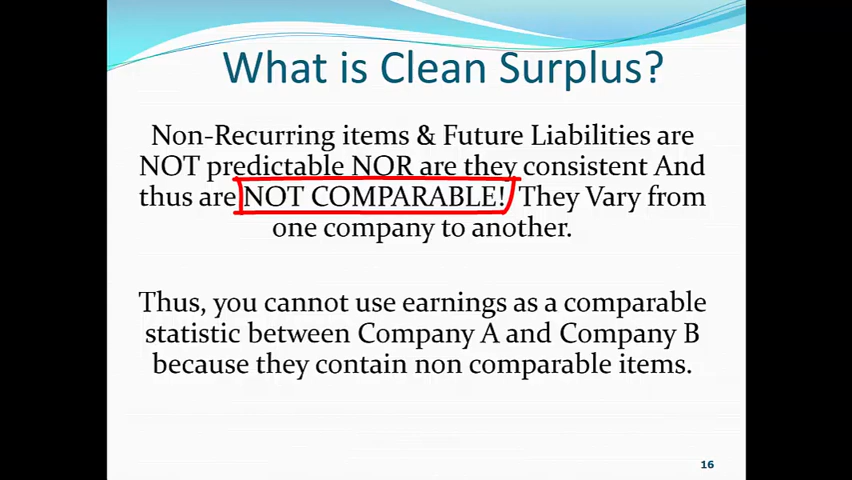 What is Clean Surplus?
Non-Recurring items & Future Liabilities are
NOT predictable NOR are they consistent And
thus are NOT COMPARABLE! They Vary from
one company to another.
Thus, you cannot use earnings as a comparable
statistic between Company A and Company B
because they contain non comparable items.
16